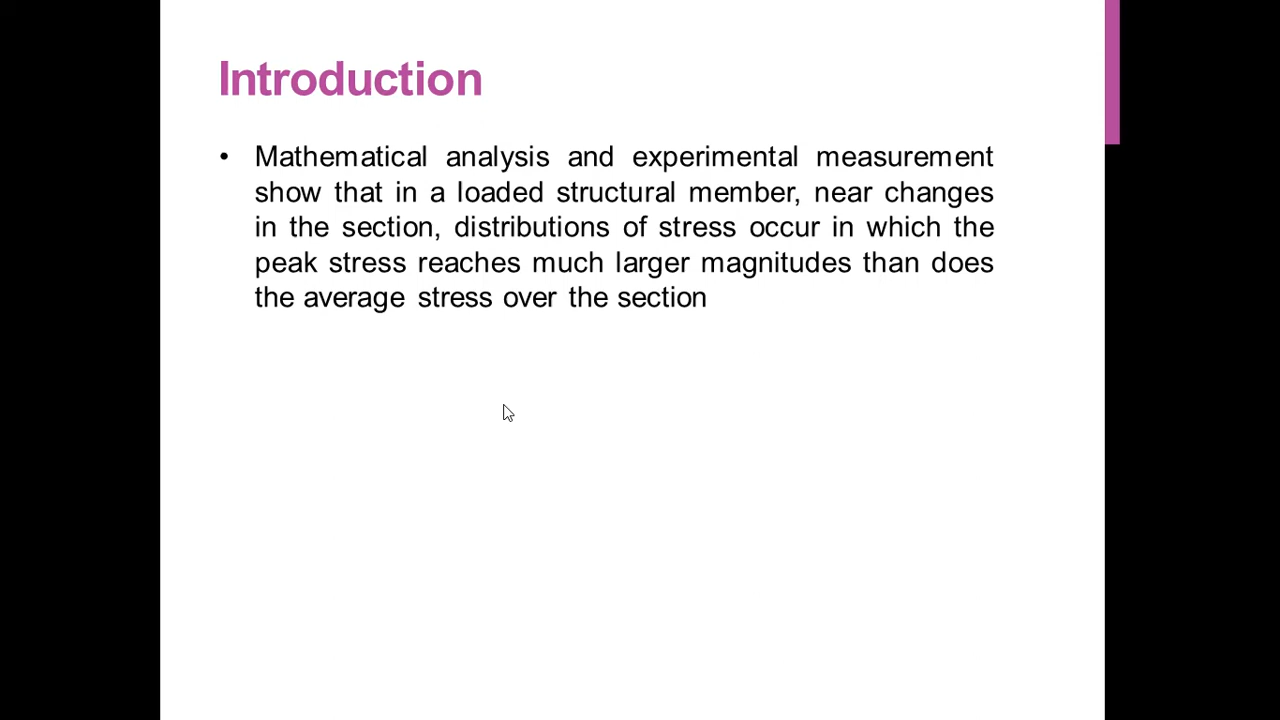 Introduction
• Mathematical analysis and experimental measurement
show that in a loaded structural member, near changes
in the section, distributions of stress occur in which the
peak stress reaches much larger magnitudes than does
the average stress over the section